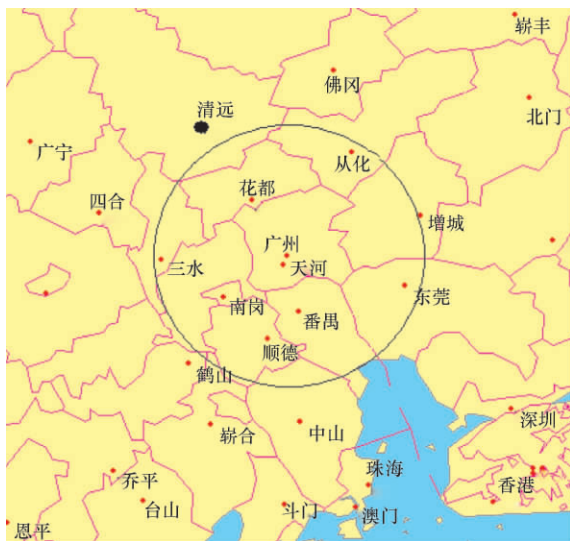 崭丰
佛冈
北门
清远
广宁
从化
花都
四合
增城
广州
三水
天河
东莞
南岗
番禺
顺德
鹤山
深圳
崭合
中山
珠海
乔平
香港
台山
斗门
澳门
恩平